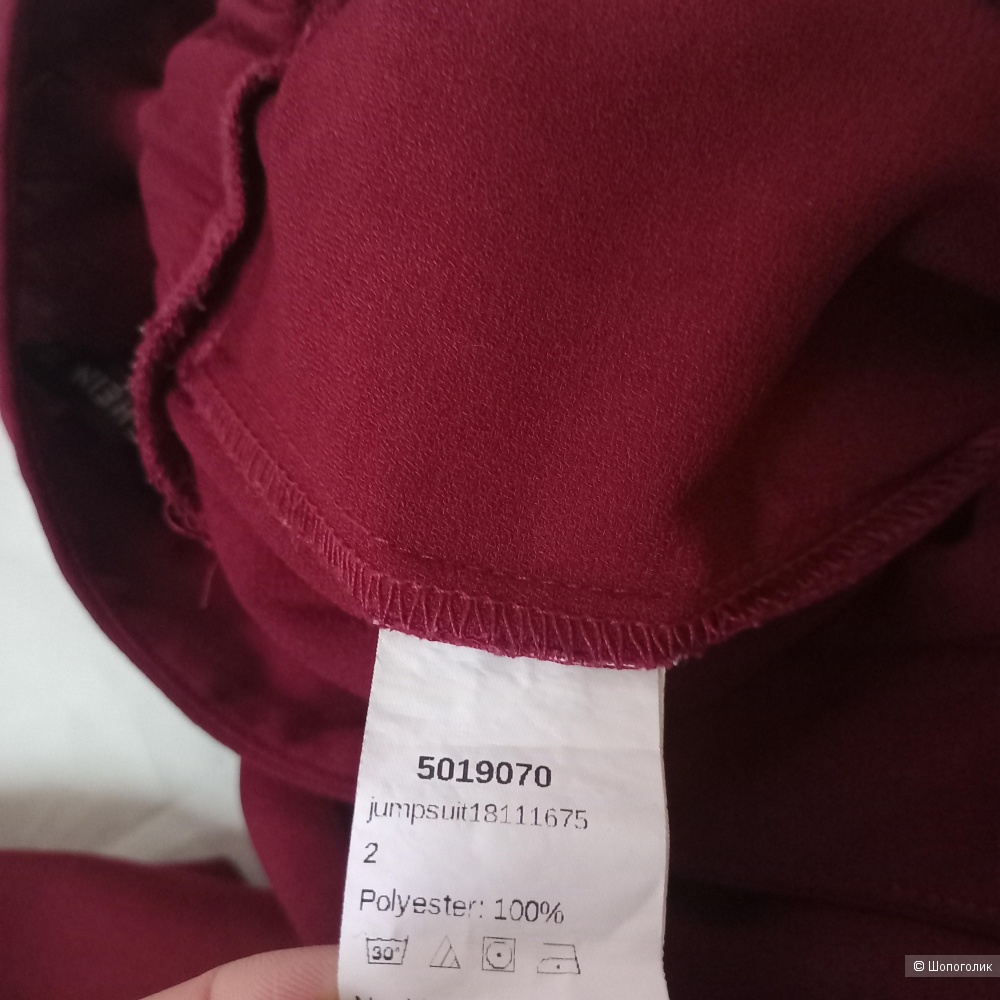 5019070
jumpsuit18111675
2
Polyester: 100%
30°
© Шопоголик